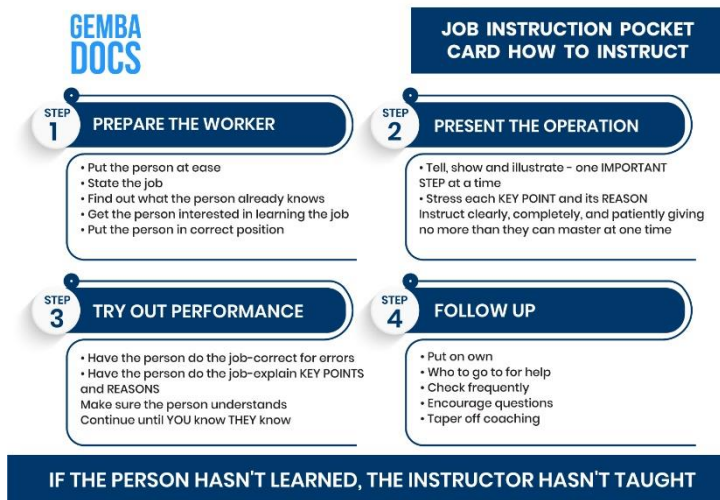 GEMBA
DOCS
JOB INSTRUCTION POCKET
CARD HOW TO INSTRUCT
STEP
1
PREPARE THE WORKER
• Put the person at ease
• State the job
• Find out what the person already knows
• Get the person interested in learning the job
• Put the person in correct position
STEP
2
PRESENT THE OPERATION
• Tell, show and illustrate - one IMPORTANT
STEP at a time
• Stress each KEY POINT and its REASON
Instruct clearly, completely, and patiently giving
no more than they can master at one time
STEP
3
TRY OUT PERFORMANCE
• Have the person do the job-correct for errors
• Have the person do the job-explain KEY POINTS
and REASONS
Make sure the person understands
Continue until YOU know THEY know
STEP
4
FOLLOW UP
• Put on own
• Who to go to for help
• Check frequently
• Encourage questions
• Taper off coaching
IF THE PERSON HASN'T LEARNED, THE INSTRUCTOR HASN'T TAUGHT